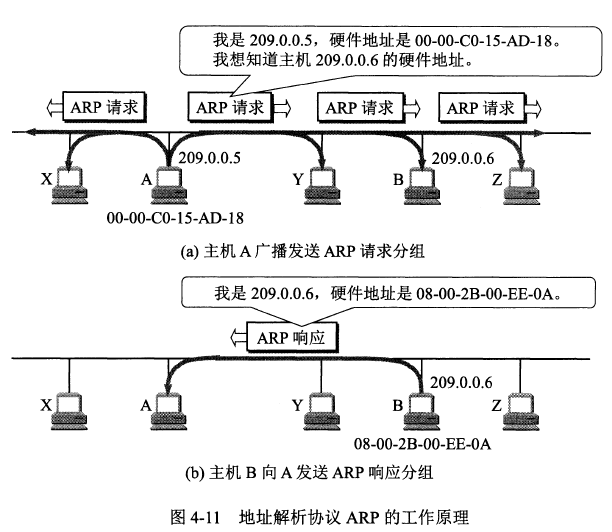 我是 209.0.0.5，硬件地址是 00-00-C0-15-AD-18。
我想知道主机 209.0.0.6 的硬件地址。
ARP 请求
ARP 请求
ARP 请求
ARP 请求
209.0.0.5
209.0.0.6
X
A
Y
B
Z
00-00-C0-15-AD-18
(a) 主机 A 广播发送 ARP 请求分组
我是 209.0.0.6，硬件地址是 08-00-2B-00-EE-0A。
ARP 响应
209.0.0.6
X
A
Y
B
Z
08-00-2B-00-EE-0A
(b) 主机 B 向 A 发送 ARP 响应分组
图 4-11 地址解析协议 ARP 的工作原理